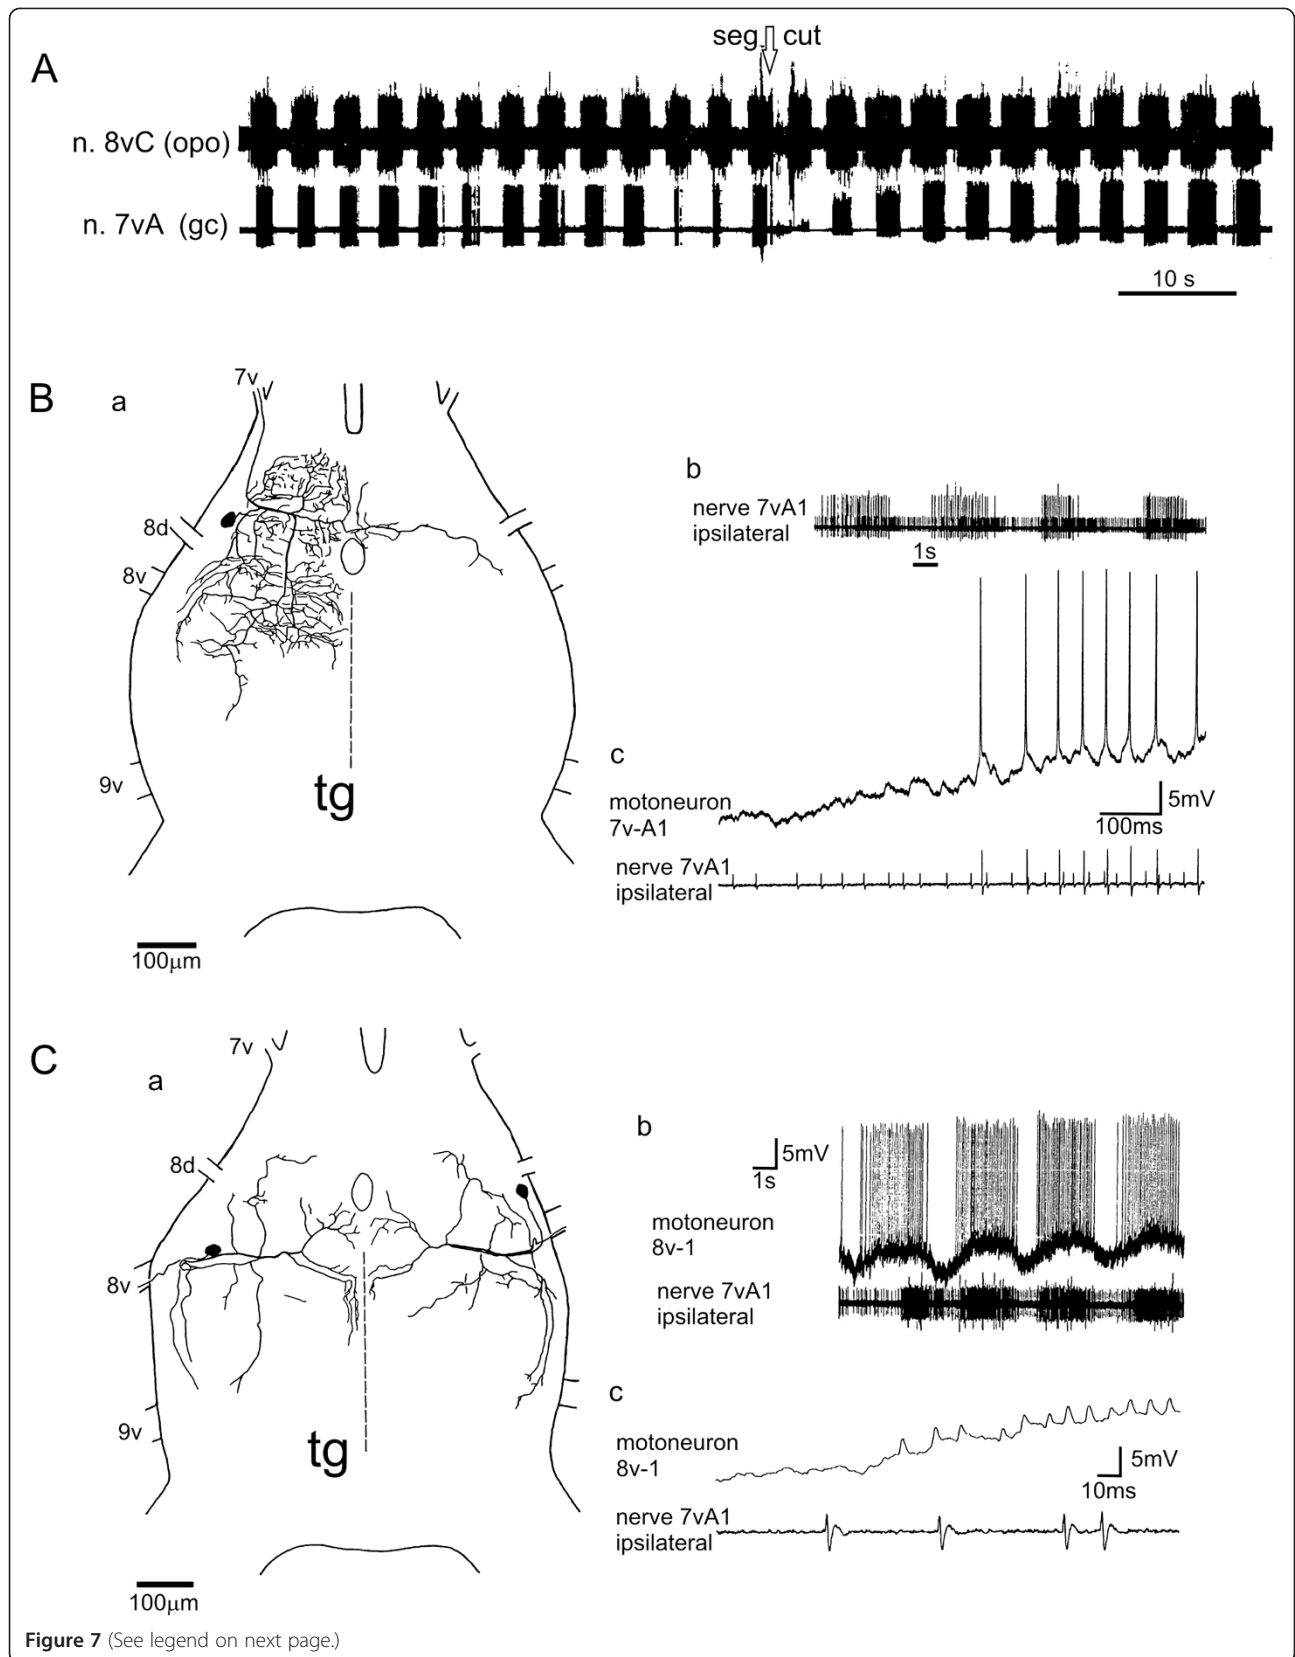 A
seg cut
n. 8vC (opo)
n. 7vA (gc)
10 s
B
a
7v
8d
8v
9v
tg
100μm
b
nerve 7vA1
ipsilateral
1s
c
motoneuron
7v-A1
5mV
100ms
nerve 7vA1
ipsilateral
C
a
7v
8d
8v
9v
tg
100μm
b
5mV
1s
motoneuron
8v-1
nerve 7vA1
ipsilateral
c
motoneuron
8v-1
5mV
10ms
nerve 7vA1
ipsilateral
Figure 7 (See legend on next page.)